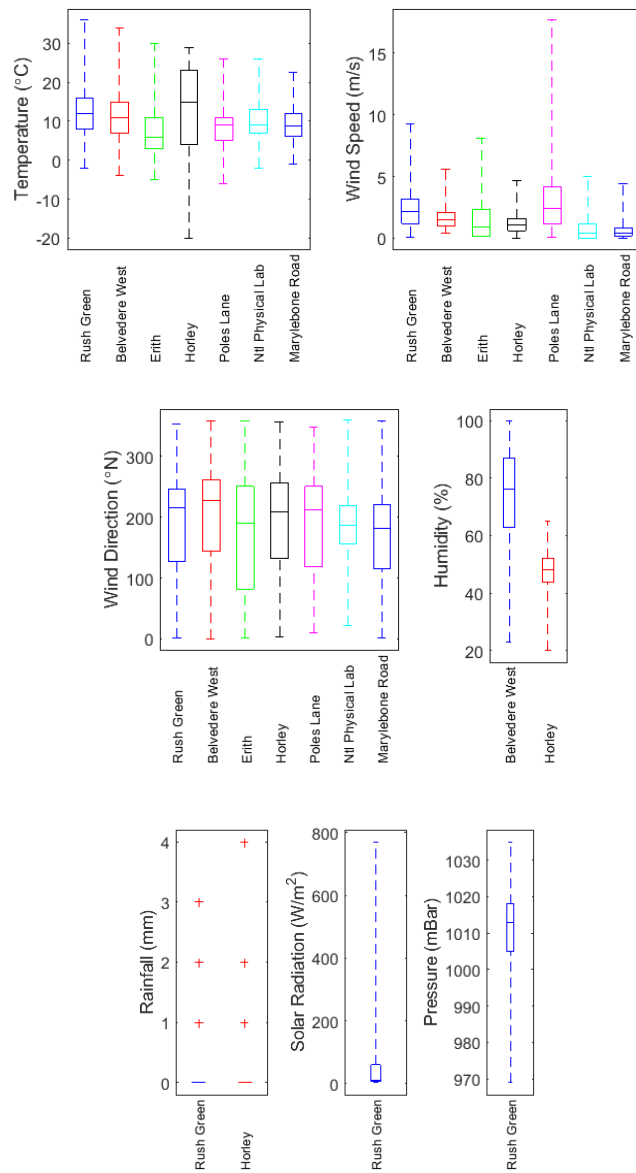 Temperature (°C)
30
20
10
0
-10
-20
Rush Green
Belvedere West
Erith
Horley
Poles Lane
Ntl Physical Lab
Marylebone Road
Wind Speed (m/s)
15
10
5
0
Rush Green
Belvedere West
Erith
Horley
Poles Lane
Ntl Physical Lab
Marylebone Road
Wind Direction (°N)
300
200
100
0
Rush Green
Belvedere West
Erith
Horley
Poles Lane
Ntl Physical Lab
Marylebone Road
Humidity (%)
100
80
60
40
20
Belvedere West
Horley
Rainfall (mm)
4
3
2
1
0
Rush Green
Horley
Solar Radiation (W/m²)
800
600
400
200
0
Rush Green
Pressure (mBar)
1030
1020
1010
1000
990
980
970
Rush Green